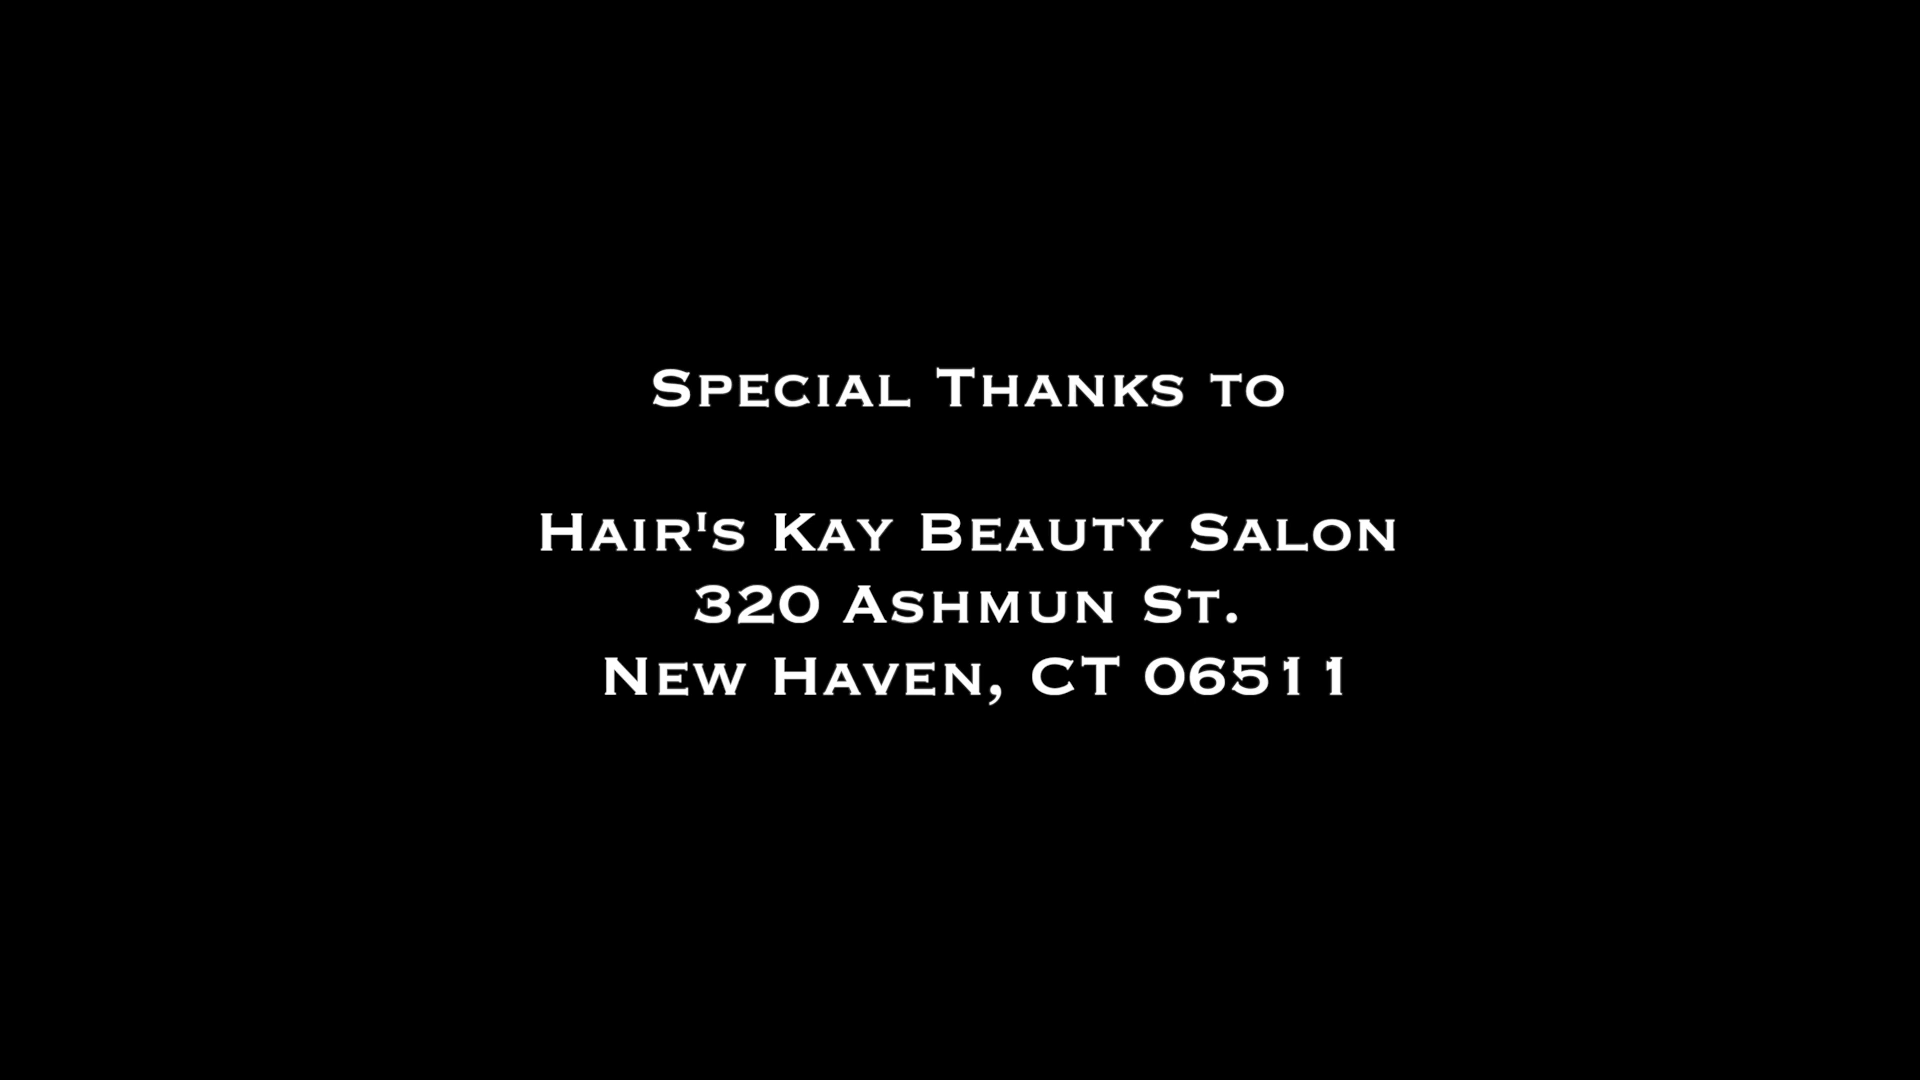 Special Thanks to
Hair's Kay Beauty Salon
320 Ashmun St.
New Haven, CT 06511